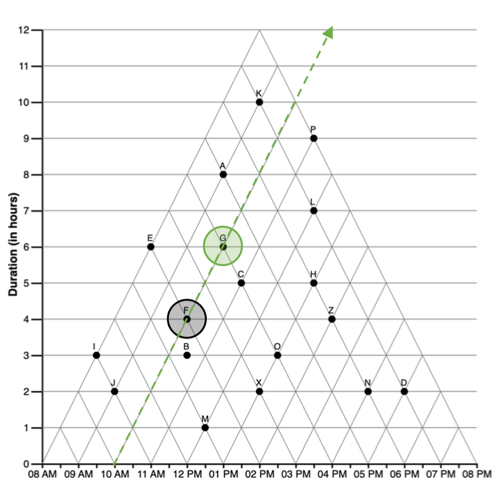 12
11
K
10
P
9
A
8
L
7
E
G
6
C
H
5
F
Z
4
I
B
O
3
J
X
N
D
2
M
1
0
Duration (in hours)
08 AM 09 AM 10 AM 11 AM 12 PM 01 PM 02 PM 03 PM 04 PM 05 PM 06 PM 07 PM 08 PM